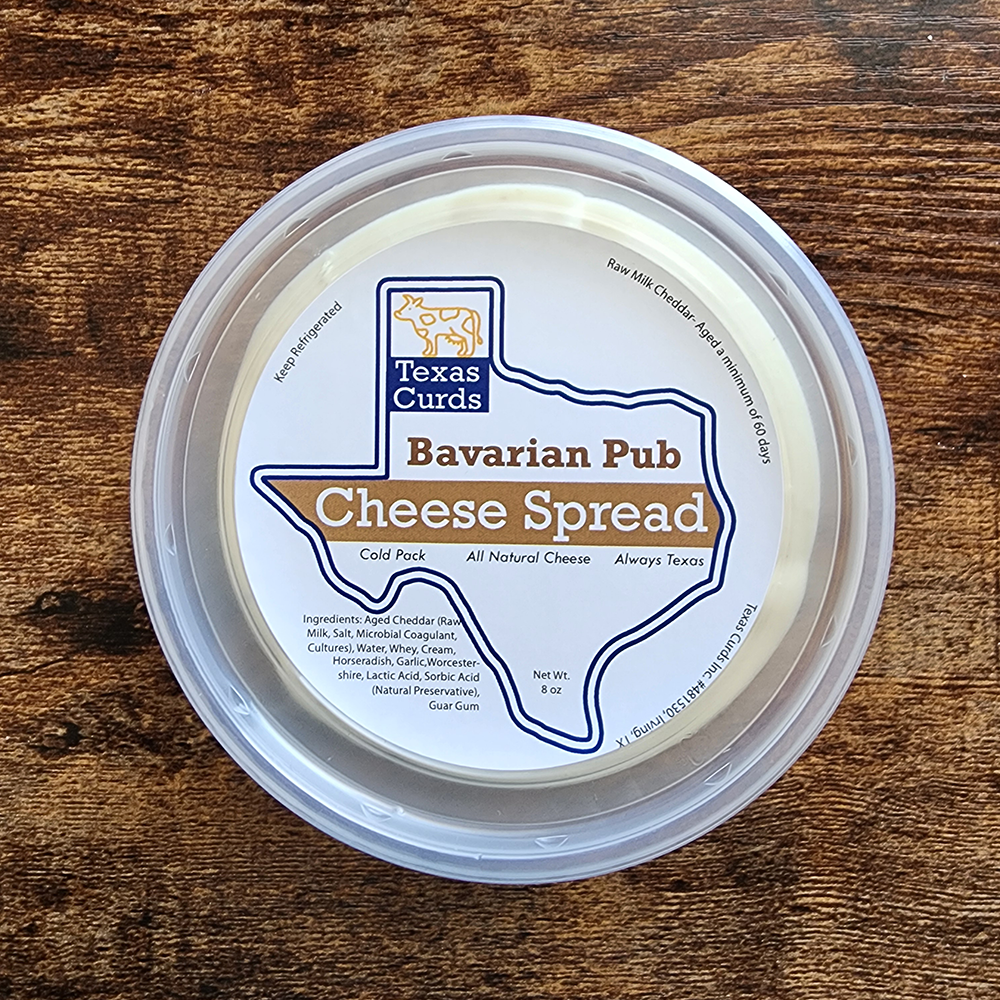 Keep Refrigerated
Raw Milk Cheddar- Aged a minimum of 60 days
Texas
Curds
Bavarian Pub
Cheese Spread
Cold Pack All Natural Cheese Always Texas
Ingredients: Aged Cheddar (Raw
Milk, Salt, Microbial Coagulant,
Cultures), Water, Whey, Cream,
Horseradish, Garlic,Worcester-
shire, Lactic Acid, Sorbic Acid
(Natural Preservative),
Guar Gum
Net Wt.
8 oz
Texas Curds Inc. #481530, Irving, TX